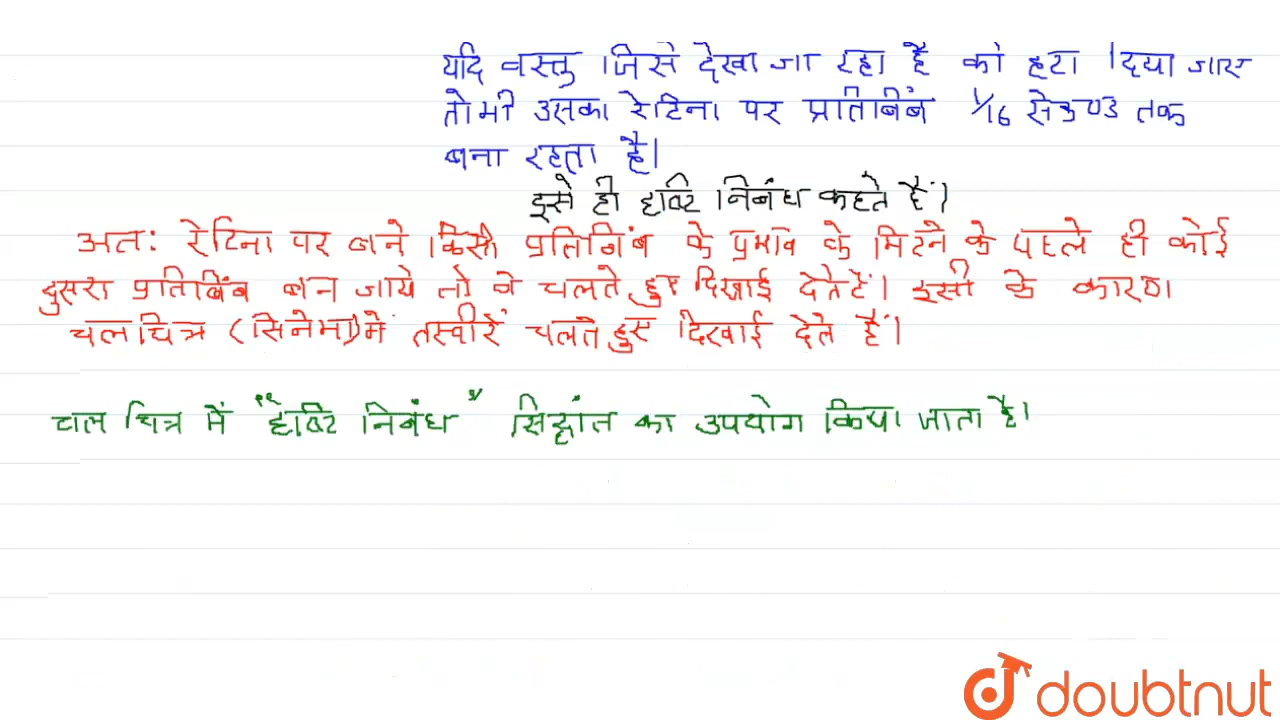 यदि वस्तु जिसे देखा जा रहा है को हटा दिया जाए
तो भी उसका रेटिना पर प्रतिबिंब 1/16 सेकण्ड तक
बना रहता है।
इसे ही दृष्टि निबंध कहते हैं।
अतः रेटिना पर बने किसी प्रतिबिंब के प्रभाव के मिटने के पहले ही कोई
दुसरा प्रतिबिंब बन जाये तो वे चलते हुए दिखाई देते हैं। इसी के कारण
चलचित्र (सिनेमा) में तस्वीरें चलते हुए दिखाई देते हैं।
चल चित्र में "दृष्टि निबंध" सिद्धांत का उपयोग किया जाता है।
doubtnut